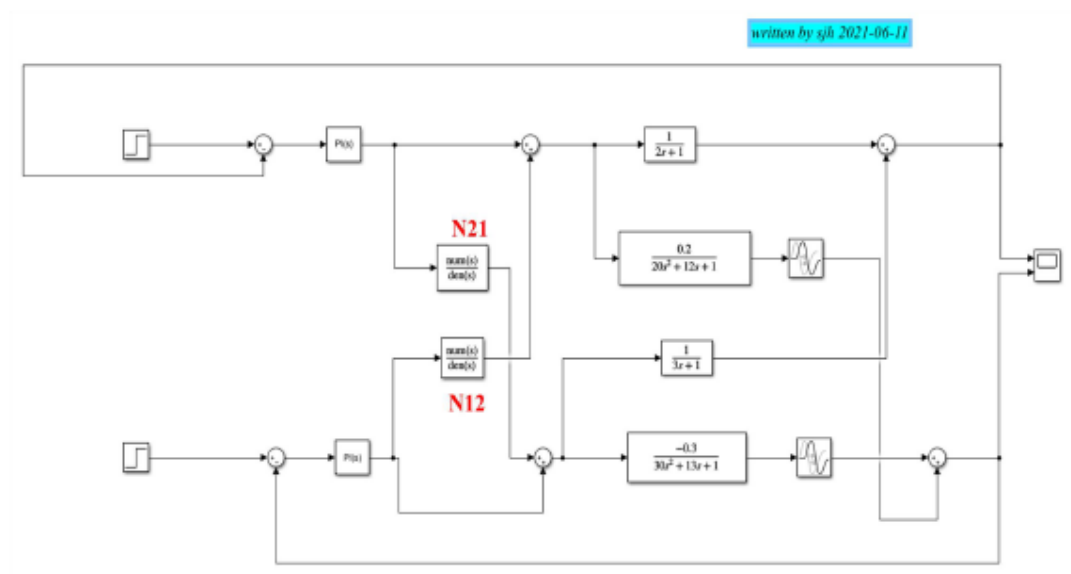 written by sjh 2021-06-11
PI(s)
1
2s+1
N21
num(s)
den(s)
0.2
20s²+12s+1
num(s)
den(s)
1
3s+1
N12
PI(s)
-0.3
30s²+13s+1